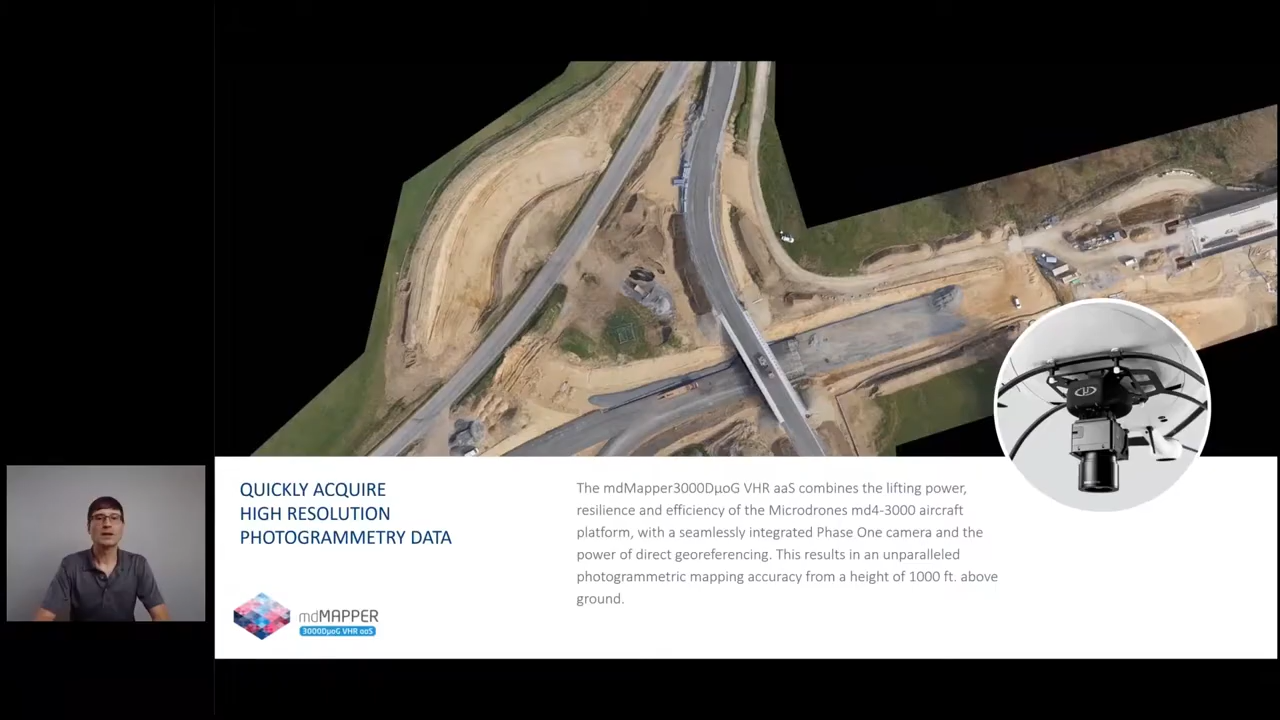 QUICKLY ACQUIRE
HIGH RESOLUTION
PHOTOGRAMMETRY DATA
mdMAPPER
3000DµoG VHR aaS
The mdMapper3000DµoG VHR aaS combines the lifting power,
resilience and efficiency of the Microdrones md4-3000 aircraft
platform, with a seamlessly integrated Phase One camera and the
power of direct georeferencing. This results in an unparalleled
photogrammetric mapping accuracy from a height of 1000 ft. above
ground.